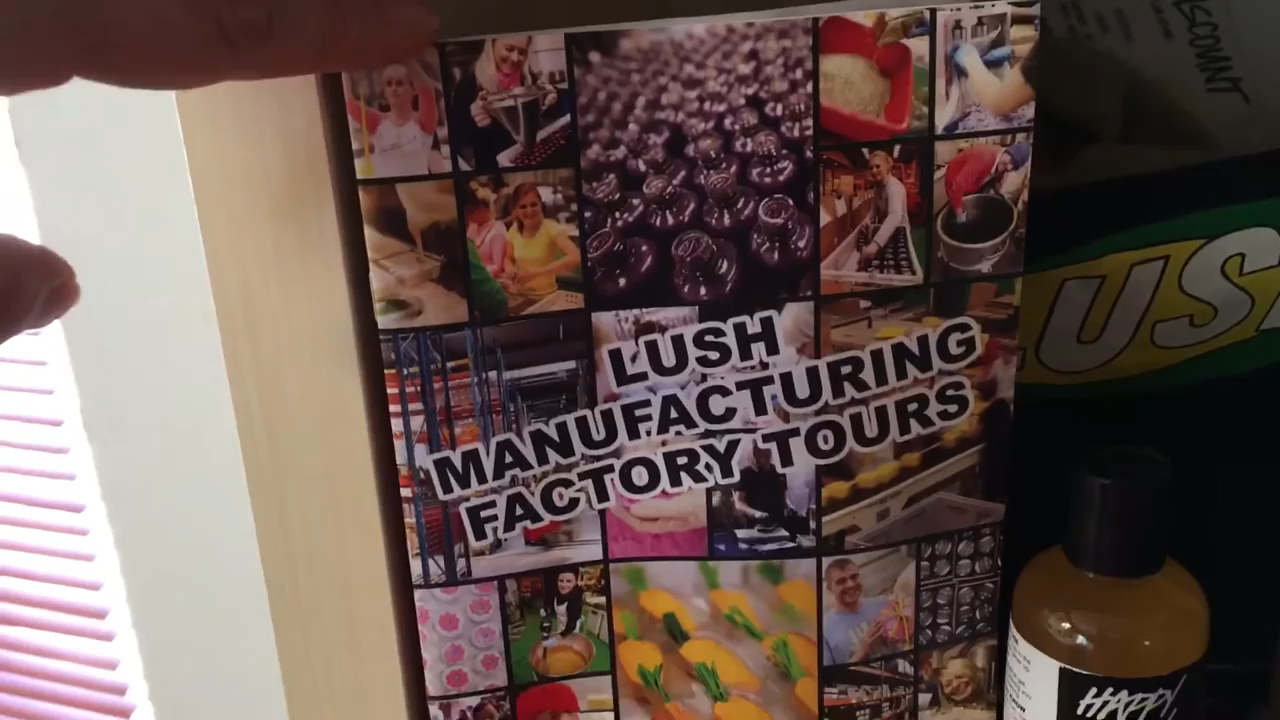 LUSH
MANUFACTURING
FACTORY TOURS
LUSH
HAPPY